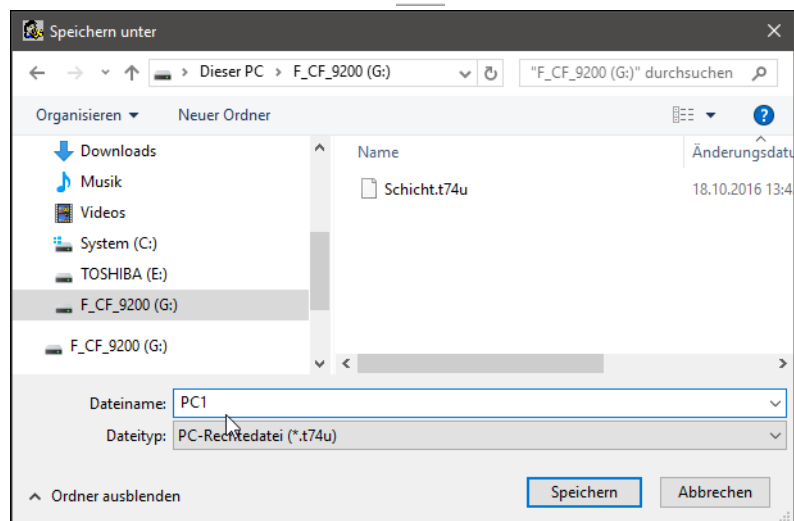 Speichern unter
Dieser PC > F_CF_9200 (G:) "F_CF_9200 (G:)" durchsuchen
Organisieren Neuer Ordner ?
Downloads
Musik
Videos
System (C:)
TOSHIBA (E:)
F_CF_9200 (G:)
F_CF_9200 (G:)
Name Änderungsdatu
Schicht.t74u 18.10.2016 13:4
Dateiname: PC1
Dateityp: PC-Rechtedatei (*.t74u)
Ordner ausblenden Speichern Abbrechen